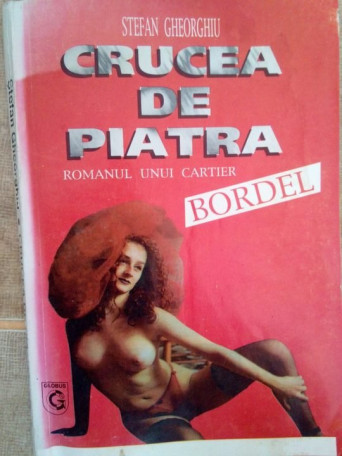 STEFAN GHEORGHIU
CRUCEA
DE
PIATRA
ROMANUL UNUI CARTIER
BORDEL
GLOBUS
G
Stefan Gheorghiu